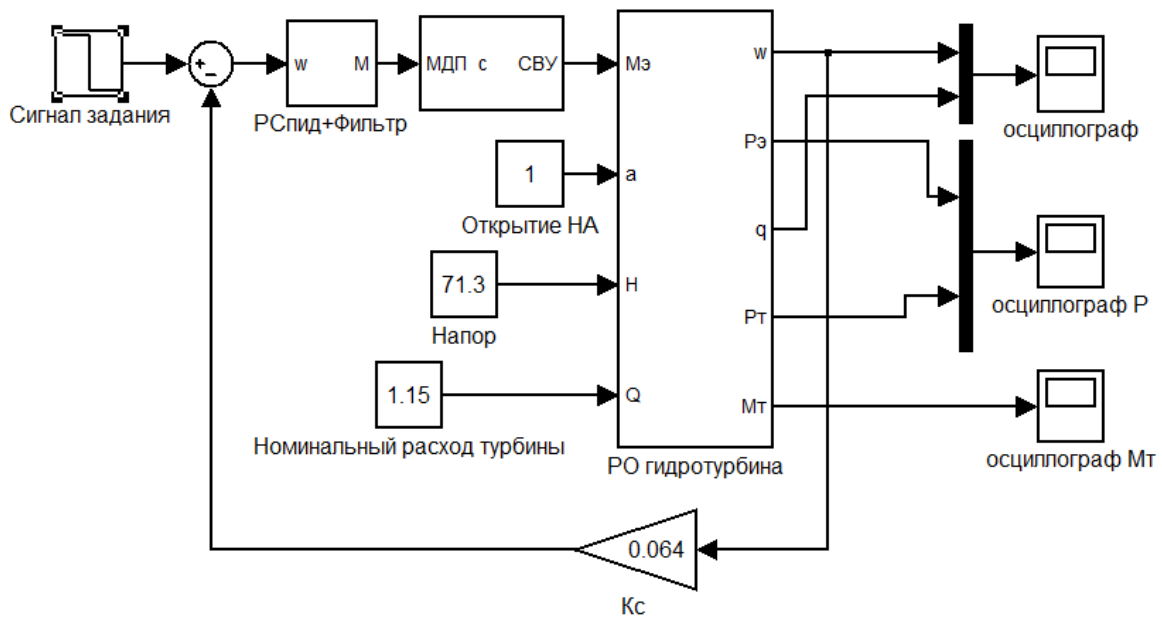 Сигнал задания
+
−
w M
РСпид+Фильтр
МДП с СВУ
Мэ
a
H
Q
w
Рэ
q
Рт
Мт
РО гидротурбина
1
Открытие НА
71.3
Напор
1.15
Номинальный расход турбины
осциллограф
осциллограф Р
осциллограф Мт
0.064
Кс